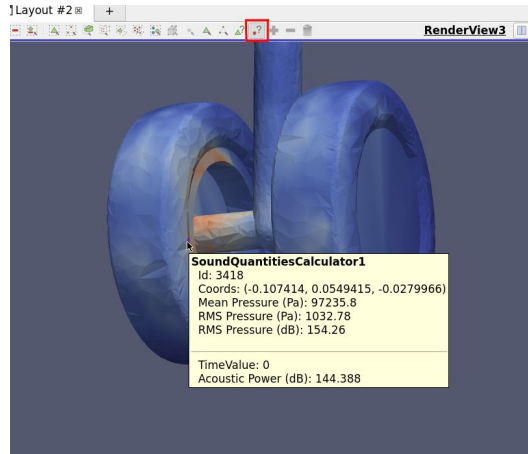 Layout #2 +
RenderView3
SoundQuantitiesCalculator1
Id: 3418
Coords: (-0.107414, 0.0549415, -0.0279966)
Mean Pressure (Pa): 97235.8
RMS Pressure (Pa): 1032.78
RMS Pressure (dB): 154.26
TimeValue: 0
Acoustic Power (dB): 144.388